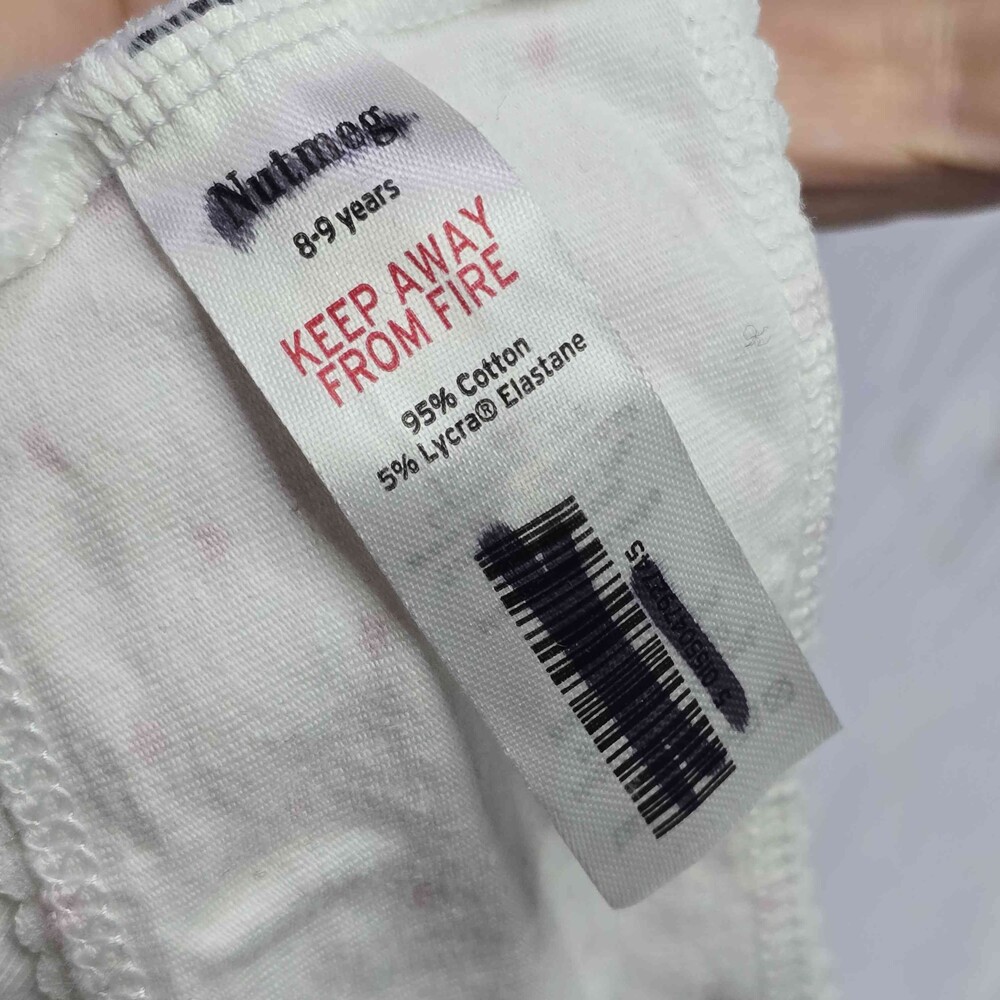 Nutmeg
8-9 years
KEEP AWAY
FROM FIRE
95% Cotton
5% Lycra® Elastane